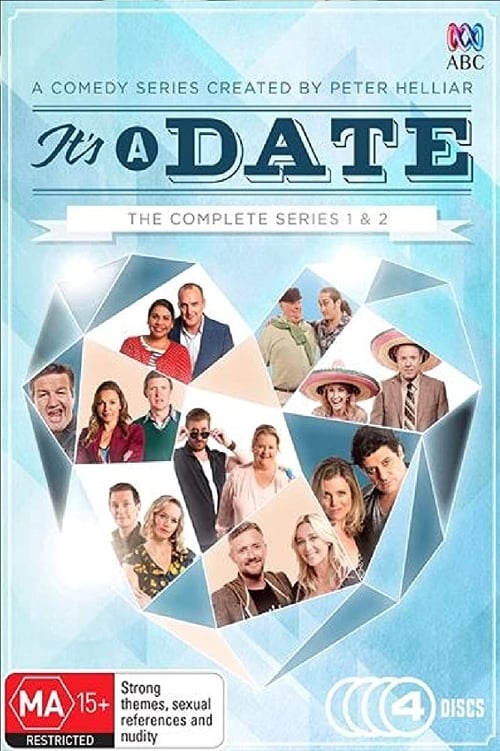 ABC
A COMEDY SERIES CREATED BY PETER HELLIAR
It's A DATE
THE COMPLETE SERIES 1 & 2
MA 15+
RESTRICTED
Strong
themes, sexual
references and
nudity
4 DISCS